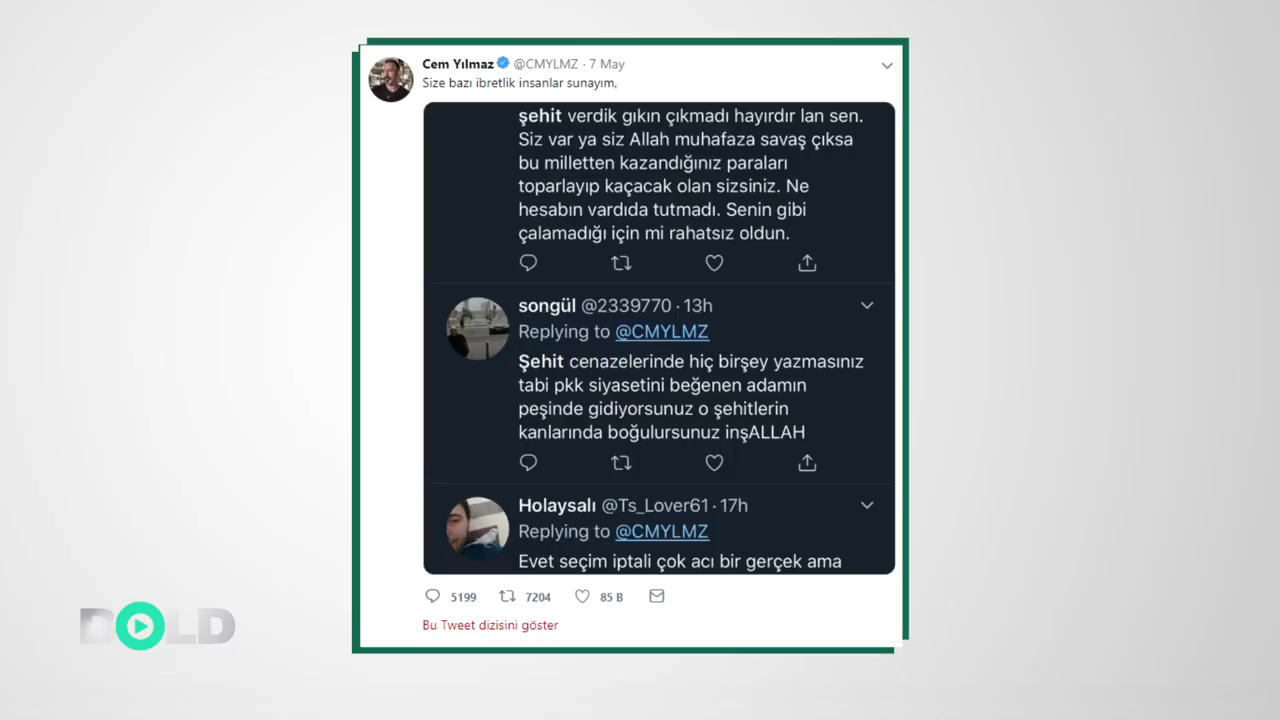 Cem Yılmaz @CMYLMZ · 7 May
Size bazı ibretlik insanlar sunayım,
şehit verdik gıkın çıkmadı hayırdır lan sen.
Siz var ya siz Allah muhafaza savaş çıksa
bu milletten kazandığınız paraları
toparlayıp kaçacak olan sizsiniz. Ne
hesabın vardıda tutmadı. Senin gibi
çalamadığı için mi rahatsız oldun.
songül @2339770 · 13h
Replying to @CMYLMZ
Şehit cenazelerinde hiç birşey yazmasınız
tabi pkk siyasetini beğenen adamın
peşinde gidiyorsunuz o şehitlerin
kanlarında boğulursunuz inşALLAH
Holaysalı @Ts_Lover61 · 17h
Replying to @CMYLMZ
Evet seçim iptali çok acı bir gerçek ama
5199 7204 85 B
Bu Tweet dizisini göster
BOLD